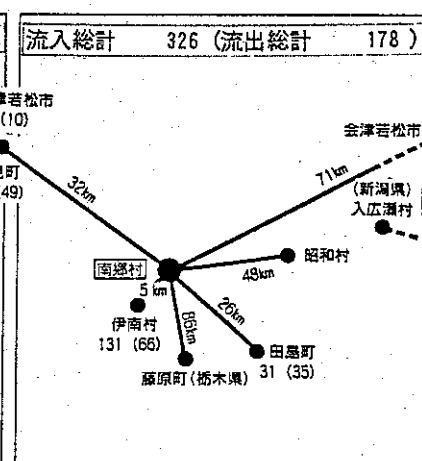 流入総計 326 (流出総計 178)
津若松市
(10)
会津若松市
見町
(49)
32km
71km
(新潟県)
入広瀬村
南郷村
昭和村
48km
5km
26km
86km
伊南村
131 (66)
田島町
31 (35)
藤原町(栃木県)